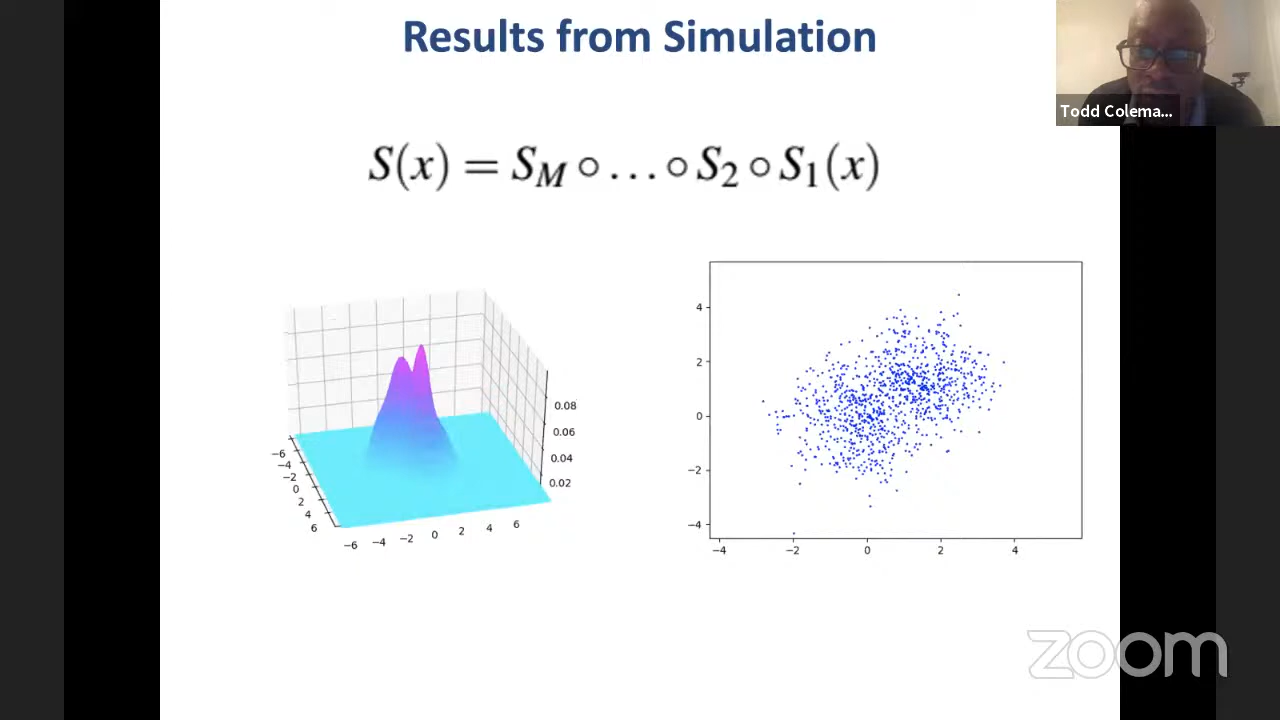 Results from Simulation
Todd Colema...
S(x) = S_M ∘ … ∘ S_2 ∘ S_1(x)
0.08
0.06
0.04
0.02
−6
−4
−2
0
2
4
6
−6 −4 −2 0 2 4 6
4
2
0
−2
−4
−4 −2 0 2 4
zoom